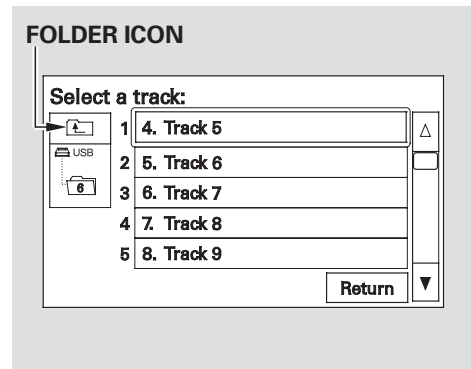 FOLDER ICON
Select a track:
1 4. Track 5
USB
2 5. Track 6
6
3 6. Track 7
4 7. Track 8
5 8. Track 9
Return